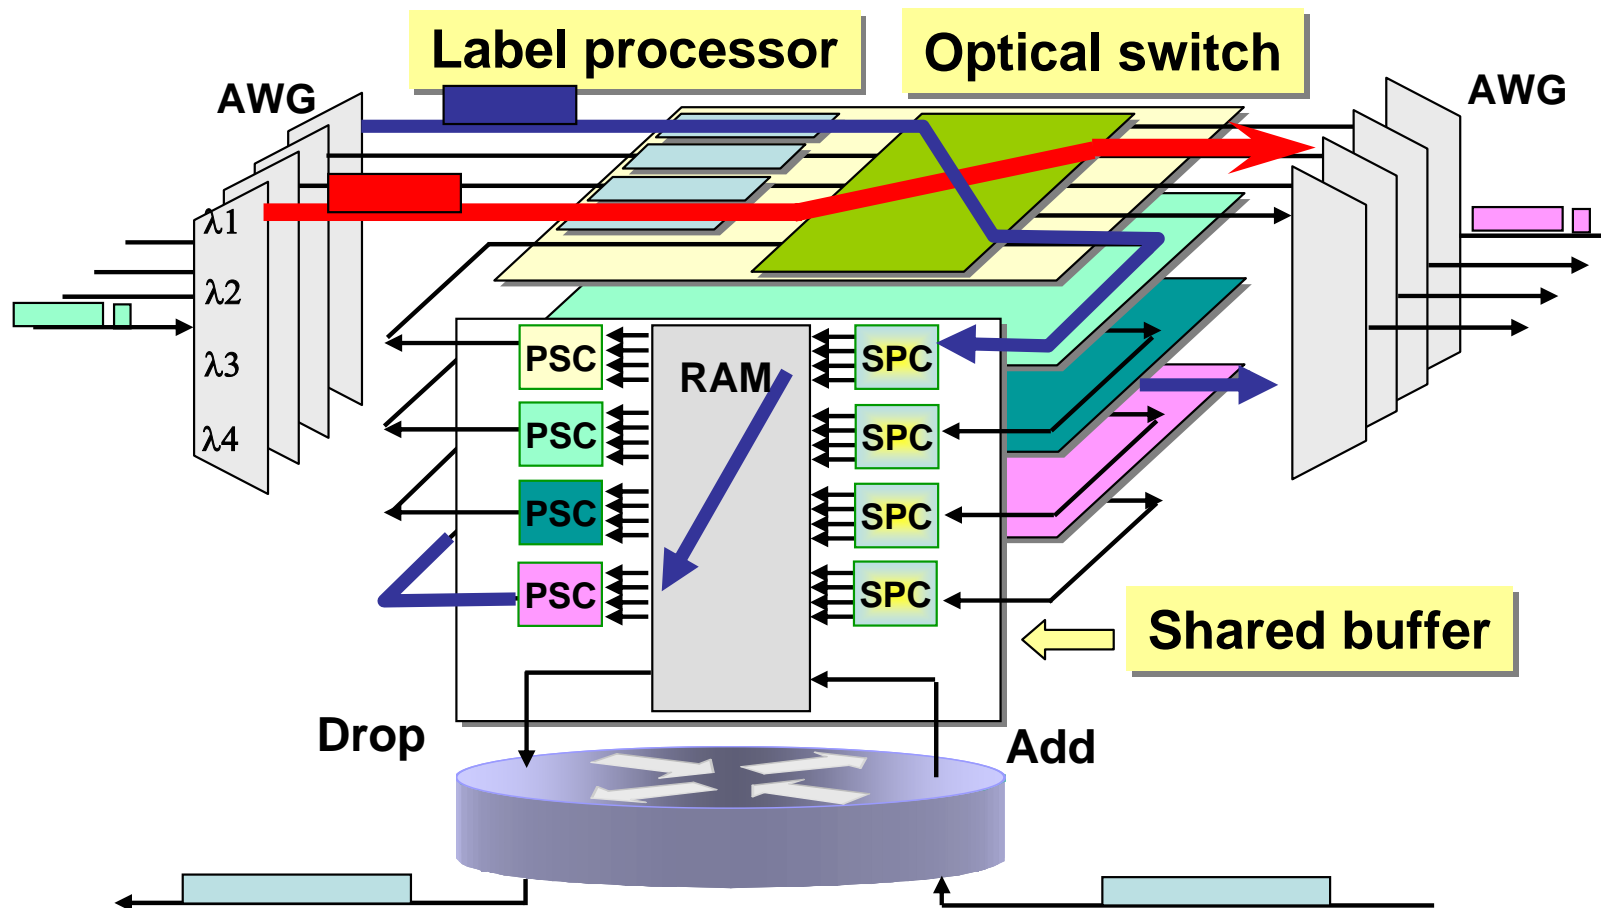 Label processor
Optical switch
AWG
AWG
λ1
λ2
λ3
λ4
PSC
RAM
SPC
PSC
SPC
PSC
SPC
PSC
SPC
Shared buffer
Drop
Add